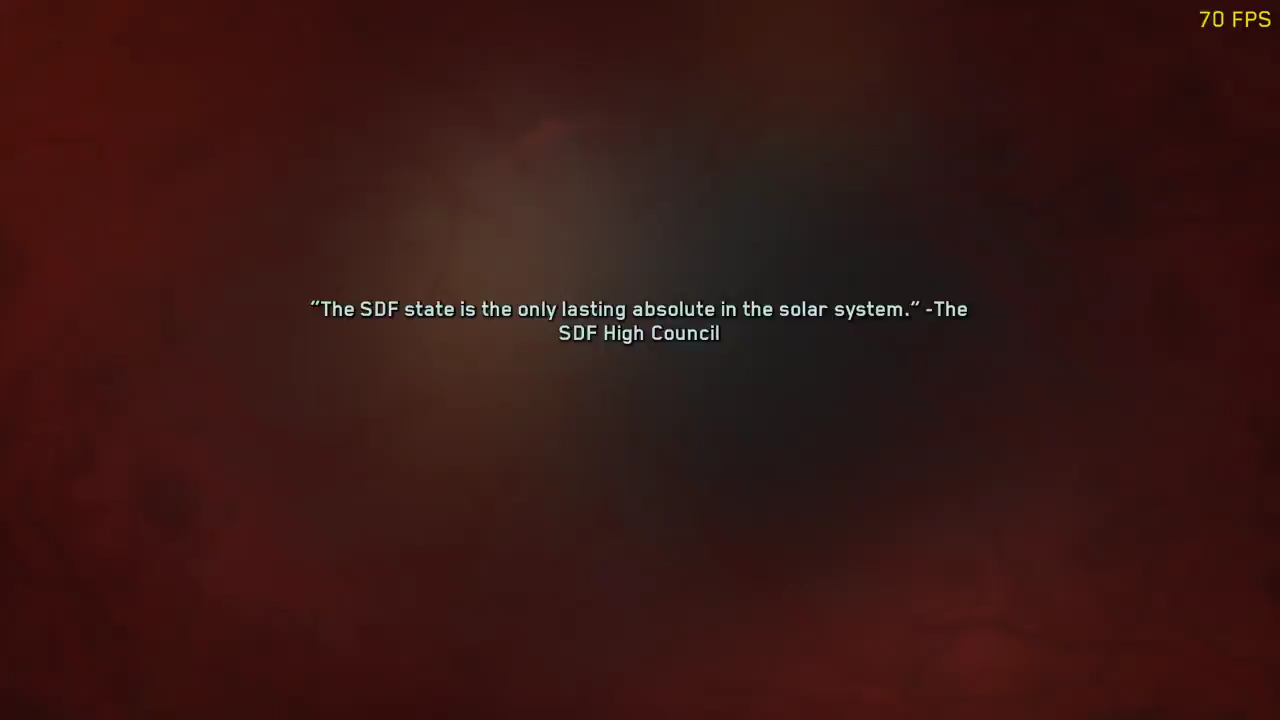 70 FPS
“The SDF state is the only lasting absolute in the solar system.” -The
SDF High Council